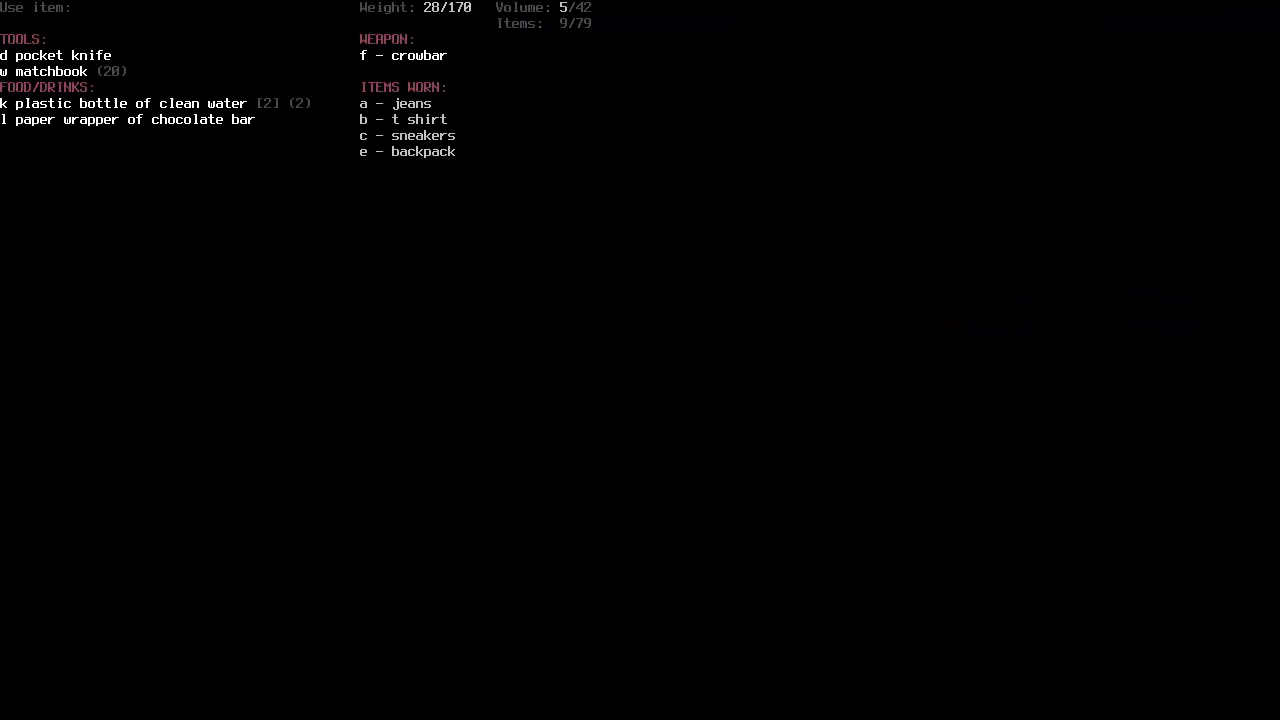 Use item:
Weight: 28/170 Volume: 5/42
Items: 9/79
TOOLS:
d pocket knife
w matchbook (20)
FOOD/DRINKS:
k plastic bottle of clean water [2] (2)
l paper wrapper of chocolate bar
WEAPON:
f - crowbar
ITEMS WORN:
a - jeans
b - t shirt
c - sneakers
e - backpack